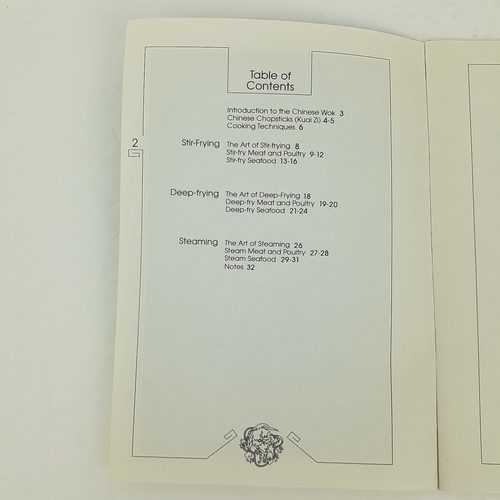 Table of
Contents
Introduction to the Chinese Wok 3
Chinese Chopsticks (Kuai Zi) 4-5
Cooking Techniques 6
2
Stir-Frying The Art of Stir-frying 8
Stir-fry Meat and Poultry 9-12
Stir-fry Seafood 13-16
Deep-frying The Art of Deep-Frying 18
Deep-fry Meat and Poultry 19-20
Deep-fry Seafood 21-24
Steaming The Art of Steaming 26
Steam Meat and Poultry 27-28
Steam Seafood 29-31
Notes 32